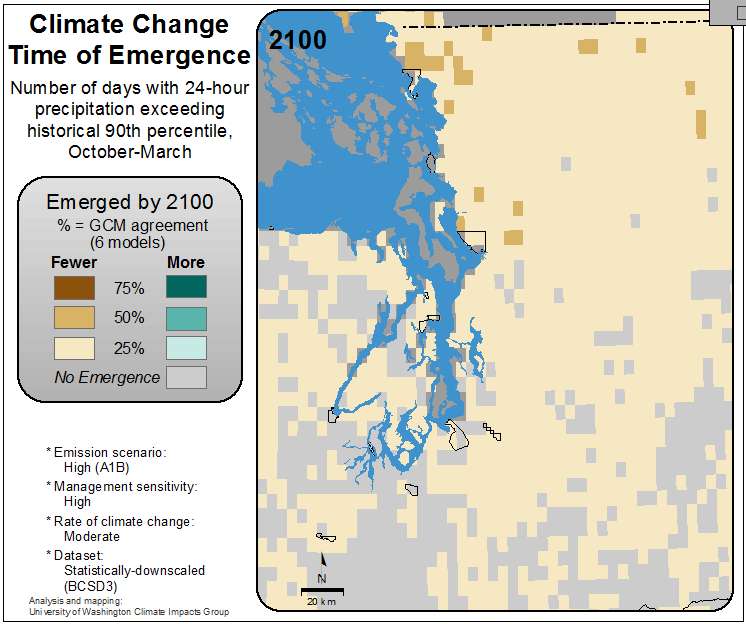 Climate Change
Time of Emergence
Number of days with 24-hour
precipitation exceeding
historical 90th percentile,
October-March
Emerged by 2100
% = GCM agreement
(6 models)
Fewer More
75%
50%
25%
No Emergence
* Emission scenario:
High (A1B)
* Management sensitivity:
High
* Rate of climate change:
Moderate
* Dataset:
Statistically-downscaled
(BCSD3)
Analysis and mapping:
University of Washington Climate Impacts Group
2100
N
20 km